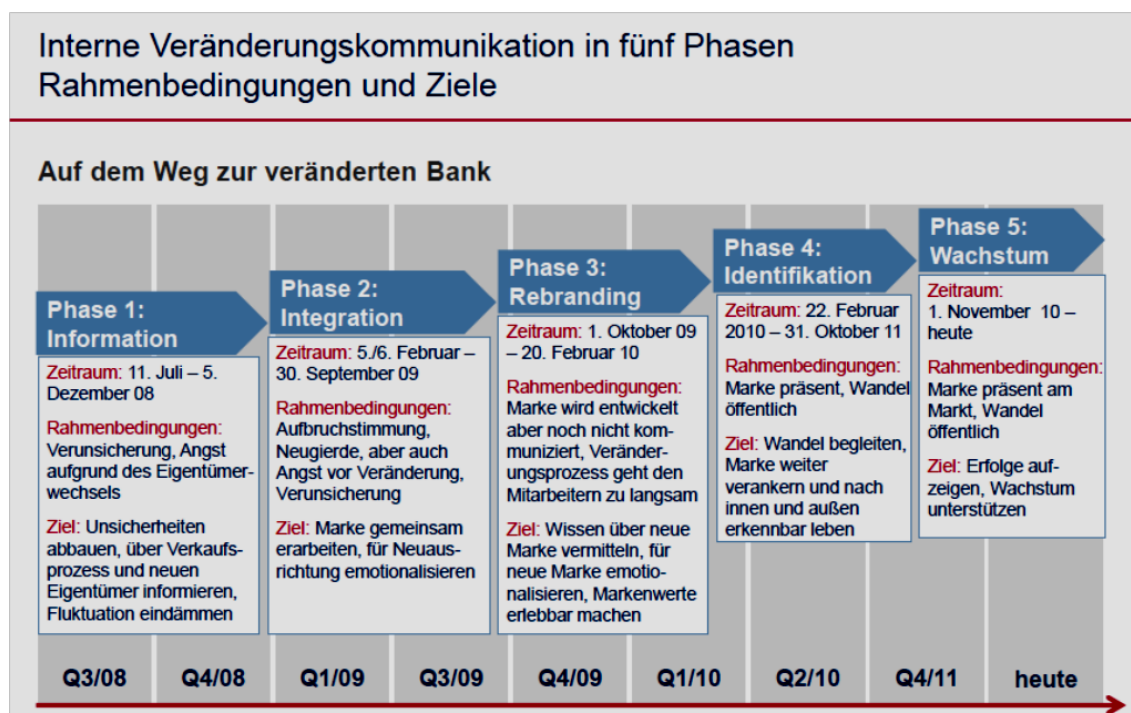 Interne Veränderungskommunikation in fünf Phasen
Rahmenbedingungen und Ziele
Auf dem Weg zur veränderten Bank
Phase 1:
Information
Zeitraum: 11. Juli – 5.
Dezember 08
Rahmenbedingungen:
Verunsicherung, Angst
aufgrund des Eigentümer-
wechsels
Ziel: Unsicherheiten
abbauen, über Verkaufs-
prozess und neuen
Eigentümer informieren,
Fluktuation eindämmen
Phase 2:
Integration
Zeitraum: 5./6. Februar –
30. September 09
Rahmenbedingungen:
Aufbruchstimmung,
Neugierde, aber auch
Angst vor Veränderung,
Verunsicherung
Ziel: Marke gemeinsam
erarbeiten, für Neuaus-
richtung emotionalisieren
Phase 3:
Rebranding
Zeitraum: 1. Oktober 09
– 20. Februar 10
Rahmenbedingungen:
Marke wird entwickelt
aber noch nicht kom-
muniziert, Veränder-
ungsprozess geht den
Mitarbeitern zu langsam
Ziel: Wissen über neue
Marke vermitteln, für
neue Marke emotio-
nalisieren, Markenwerte
erlebbar machen
Phase 4:
Identifikation
Zeitraum: 22. Februar
2010 – 31. Oktober 11
Rahmenbedingungen:
Marke präsent, Wandel
öffentlich
Ziel: Wandel begleiten,
Marke weiter
verankern und nach
innen und außen
erkennbar leben
Phase 5:
Wachstum
Zeitraum:
1. November 10 –
heute
Rahmenbedingungen:
Marke präsent am
Markt, Wandel
öffentlich
Ziel: Erfolge auf-
zeigen, Wachstum
unterstützen
Q3/08 Q4/08 Q1/09 Q3/09 Q4/09 Q1/10 Q2/10 Q4/11 heute